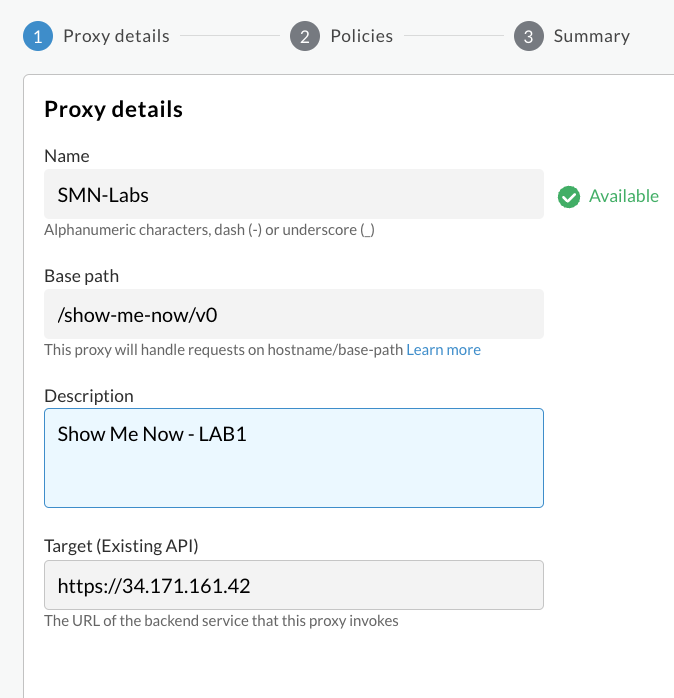 1 Proxy details 2 Policies 3 Summary
Proxy details
Name
SMN-Labs Available
Alphanumeric characters, dash (-) or underscore (_)
Base path
/show-me-now/v0
This proxy will handle requests on hostname/base-path Learn more
Description
Show Me Now - LAB1
Target (Existing API)
https://34.171.161.42
The URL of the backend service that this proxy invokes